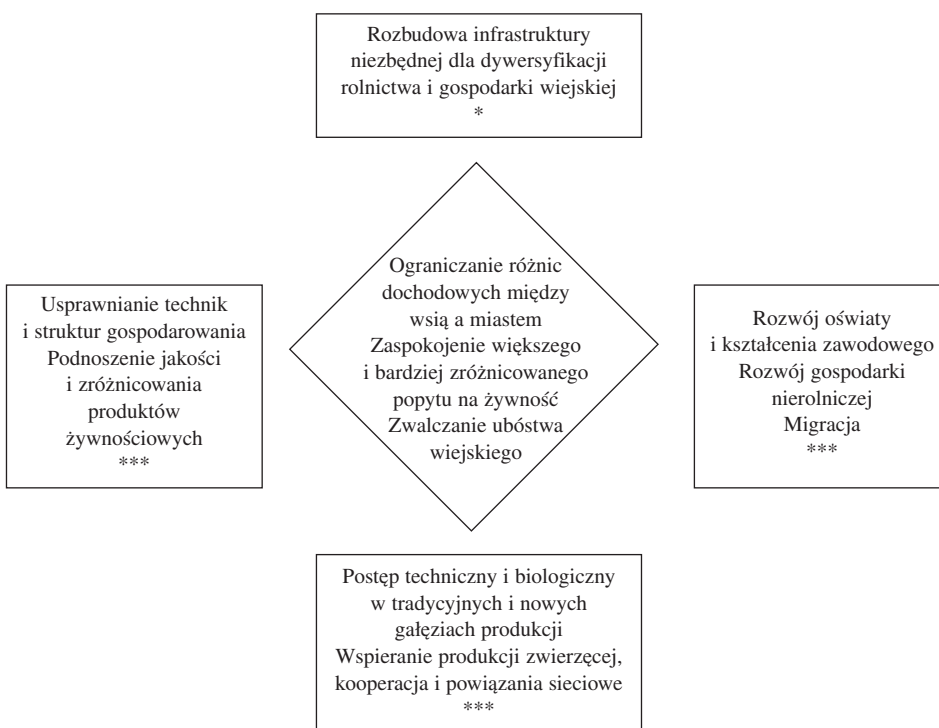 Rozbudowa infrastruktury
niezbędnej dla dywersyfikacji
rolnictwa i gospodarki wiejskiej
*
Usprawnianie technik
i struktur gospodarowania
Podnoszenie jakości
i zróżnicowania
produktów
żywnościowych
***
Ograniczanie różnic
dochodowych między
wsią a miastem
Zaspokojenie większego
i bardziej zróżnicowanego
popytu na żywność
Zwalczanie ubóstwa
wiejskiego
Rozwój oświaty
i kształcenia zawodowego
Rozwój gospodarki
nierolniczej
Migracja
***
Postęp techniczny i biologiczny
w tradycyjnych i nowych
gałęziach produkcji
Wspieranie produkcji zwierzęcej,
kooperacja i powiązania sieciowe
***